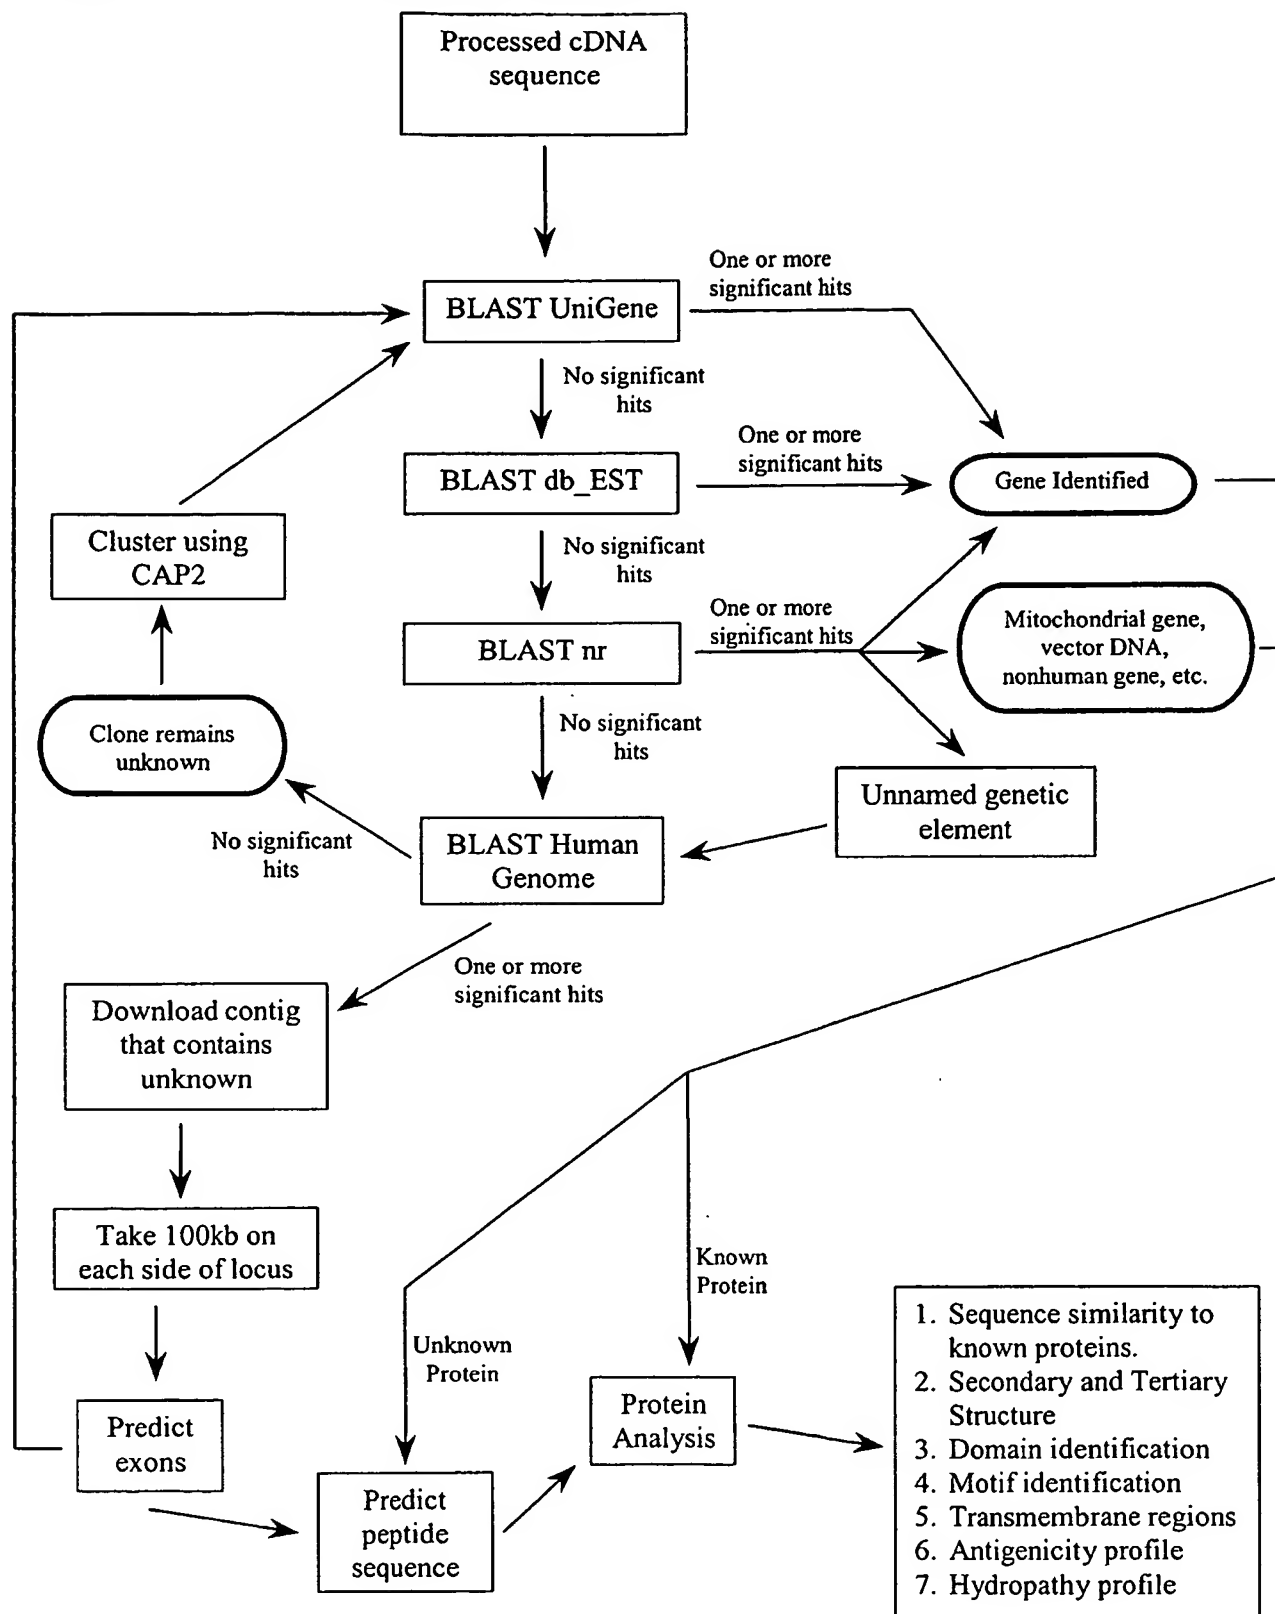 Processed cDNA
sequence
One or more
significant hits
BLAST UniGene
No significant
hits
One or more
significant hits
BLAST db_EST
Gene Identified
Cluster using
CAP2
No significant
hits
One or more
significant hits
BLAST nr
Mitochondrial gene,
vector DNA,
nonhuman gene, etc.
Clone remains
unknown
No significant
hits
Unnamed genetic
element
No significant
hits
BLAST Human
Genome
One or more
significant hits
Download contig
that contains
unknown
Take 100kb on
each side of locus
Known
Protein
Unknown
Protein
Predict
exons
Protein
Analysis
Predict
peptide
sequence
1. Sequence similarity to
known proteins.
2. Secondary and Tertiary
Structure
3. Domain identification
4. Motif identification
5. Transmembrane regions
6. Antigenicity profile
7. Hydropathy profile